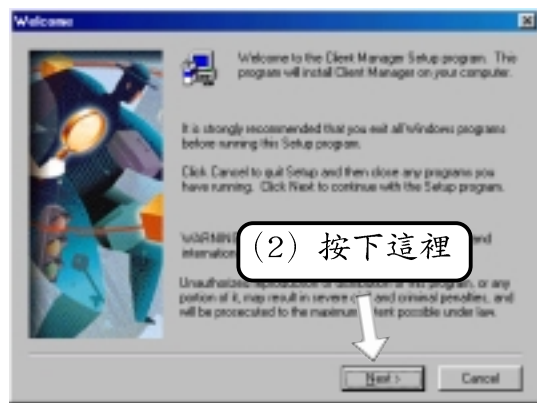 Welcome
Welcome to the Client Manager Setup program. This
program will install Client Manager on your computer.
It is strongly recommended that you exit all Windows programs
before running this Setup program.
Click Cancel to quit Setup and then close any programs you
have running. Click Next to continue with the Setup program.
(2) 按下這裡
Unauthorized reproduction or distribution of this program, or any
portion of it, may result in severe civil and criminal penalties, and
will be prosecuted to the maximum extent possible under law.
Next >
Cancel